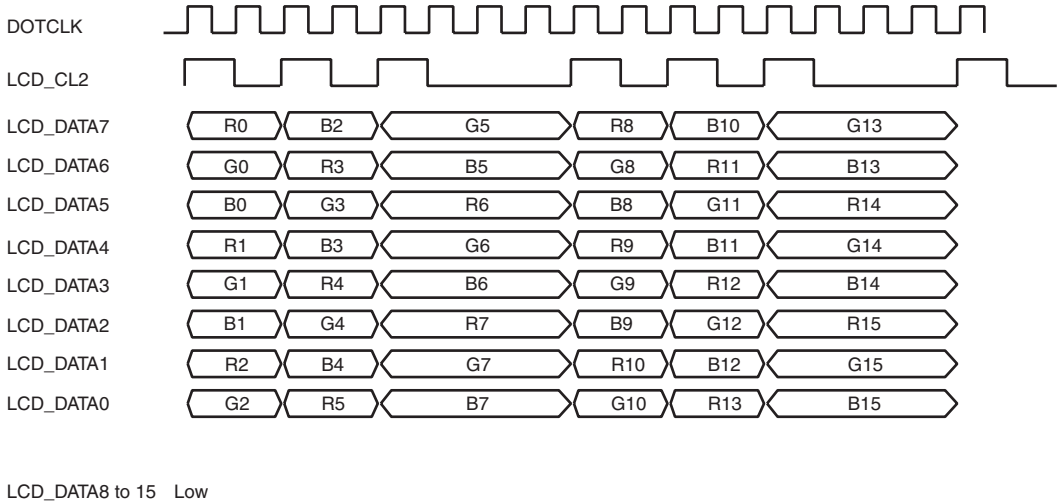 DOTCLK
LCD_CL2
LCD_DATA7 R0 B2 G5 R8 B10 G13
LCD_DATA6 G0 R3 B5 G8 R11 B13
LCD_DATA5 B0 G3 R6 B8 G11 R14
LCD_DATA4 R1 B3 G6 R9 B11 G14
LCD_DATA3 G1 R4 B6 G9 R12 B14
LCD_DATA2 B1 G4 R7 B9 G12 R15
LCD_DATA1 R2 B4 G7 R10 B12 G15
LCD_DATA0 G2 R5 B7 G10 R13 B15
LCD_DATA8 to 15 Low